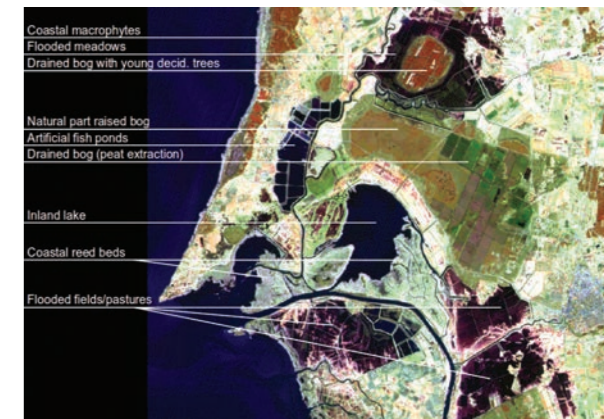 Coastal macrophytes
Flooded meadows
Drained bog with young decid. trees
Natural part raised bog
Artificial fish ponds
Drained bog (peat extraction)
Inland lake
Coastal reed beds
Flooded fields/pastures